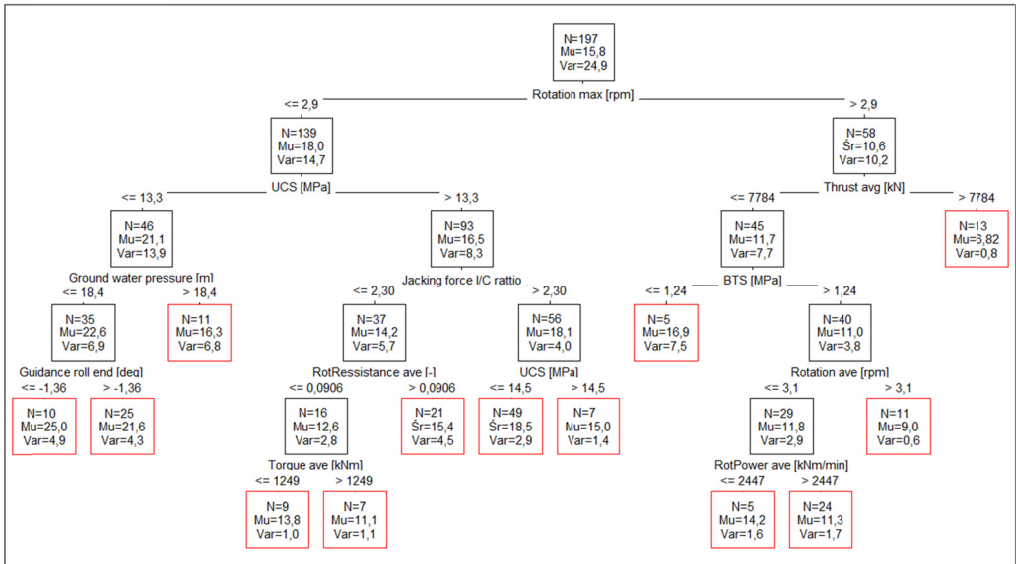 N=197
Mu=15,8
Var=24,9
Rotation max [rpm]
<= 2,9
> 2,9
N=139
Mu=18,0
Var=14,7
N=58
Śr=10,6
Var=10,2
UCS [MPa]
Thrust avg [kN]
<= 13,3
> 13,3
<= 7784
> 7784
N=46
Mu=21,1
Var=13,9
N=93
Mu=16,5
Var=8,3
N=45
Mu=11,7
Var=7,7
N=13
Mu=6,82
Var=0,8
Ground water pressure [m]
Jacking force I/C rattio
BTS [MPa]
<= 18,4
> 18,4
<= 2,30
> 2,30
<= 1,24
> 1,24
N=35
Mu=22,6
Var=6,9
N=11
Mu=16,3
Var=6,8
N=37
Mu=14,2
Var=5,7
N=56
Mu=18,1
Var=4,0
N=5
Mu=16,9
Var=7,5
N=40
Mu=11,0
Var=3,8
Guidance roll end [deg]
RotRessistance ave [-]
UCS [MPa]
Rotation ave [rpm]
<= -1,36
> -1,36
<= 0,0906
> 0,0906
<= 14,5
> 14,5
<= 3,1
> 3,1
N=10
Mu=25,0
Var=4,9
N=25
Mu=21,6
Var=4,3
N=16
Mu=12,6
Var=2,8
N=21
Śr=15,4
Var=4,5
N=49
Śr=18,5
Var=2,9
N=7
Mu=15,0
Var=1,4
N=29
Mu=11,8
Var=2,9
N=11
Mu=9,0
Var=0,6
Torque ave [kNm]
RotPower ave [kNm/min]
<= 1249
> 1249
<= 2447
> 2447
N=9
Mu=13,8
Var=1,0
N=7
Mu=11,1
Var=1,1
N=5
Mu=14,2
Var=1,6
N=24
Mu=11,3
Var=1,7